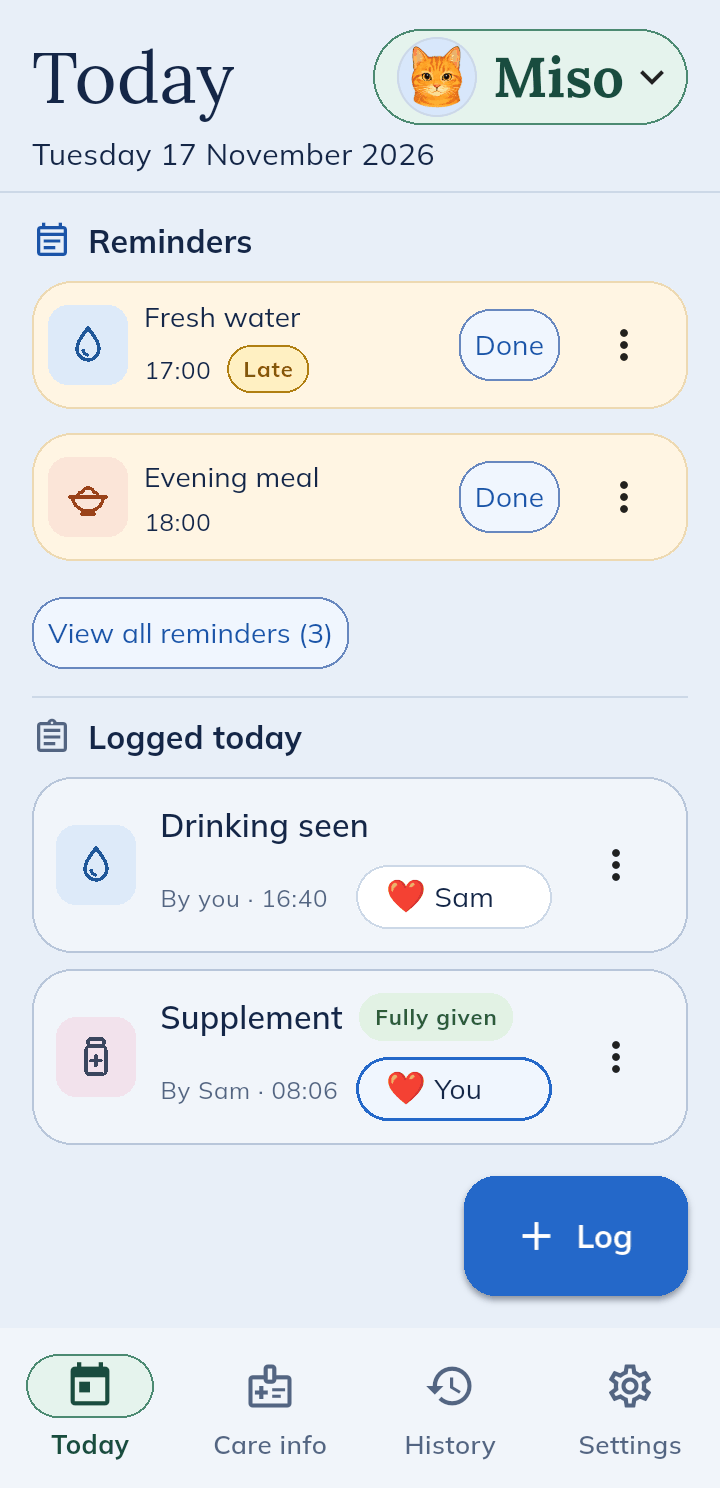 Today
Miso
Tuesday 17 November 2026
Reminders
Fresh water
17:00 Late
Done
Evening meal
18:00
Done
View all reminders (3)
Logged today
Drinking seen
By you · 16:40 ❤️ Sam
Supplement Fully given
By Sam · 08:06 ❤️ You
+ Log
Today Care info History Settings